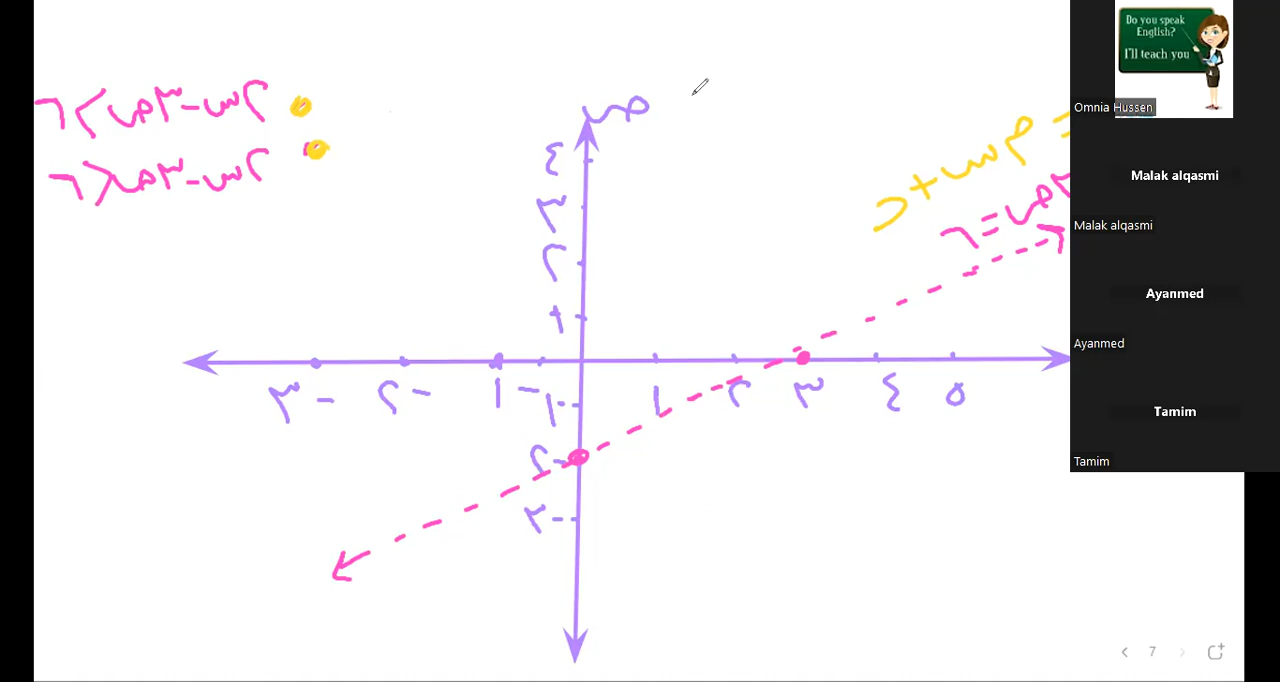 Do you speak
English?
I'll teach you
Omnia Hussen
٢س-٣ص > ٦
٢س-٣ص < ٦
ص
= م س +
ص = ٦
Malak alqasmi
Malak alqasmi
Ayanmed
Ayanmed
Tamim
Tamim
٤
٣
٢
١
-٣ -٢ -١ ١ ٢ ٣ ٤ ٥
-١
-٢
-٣
7